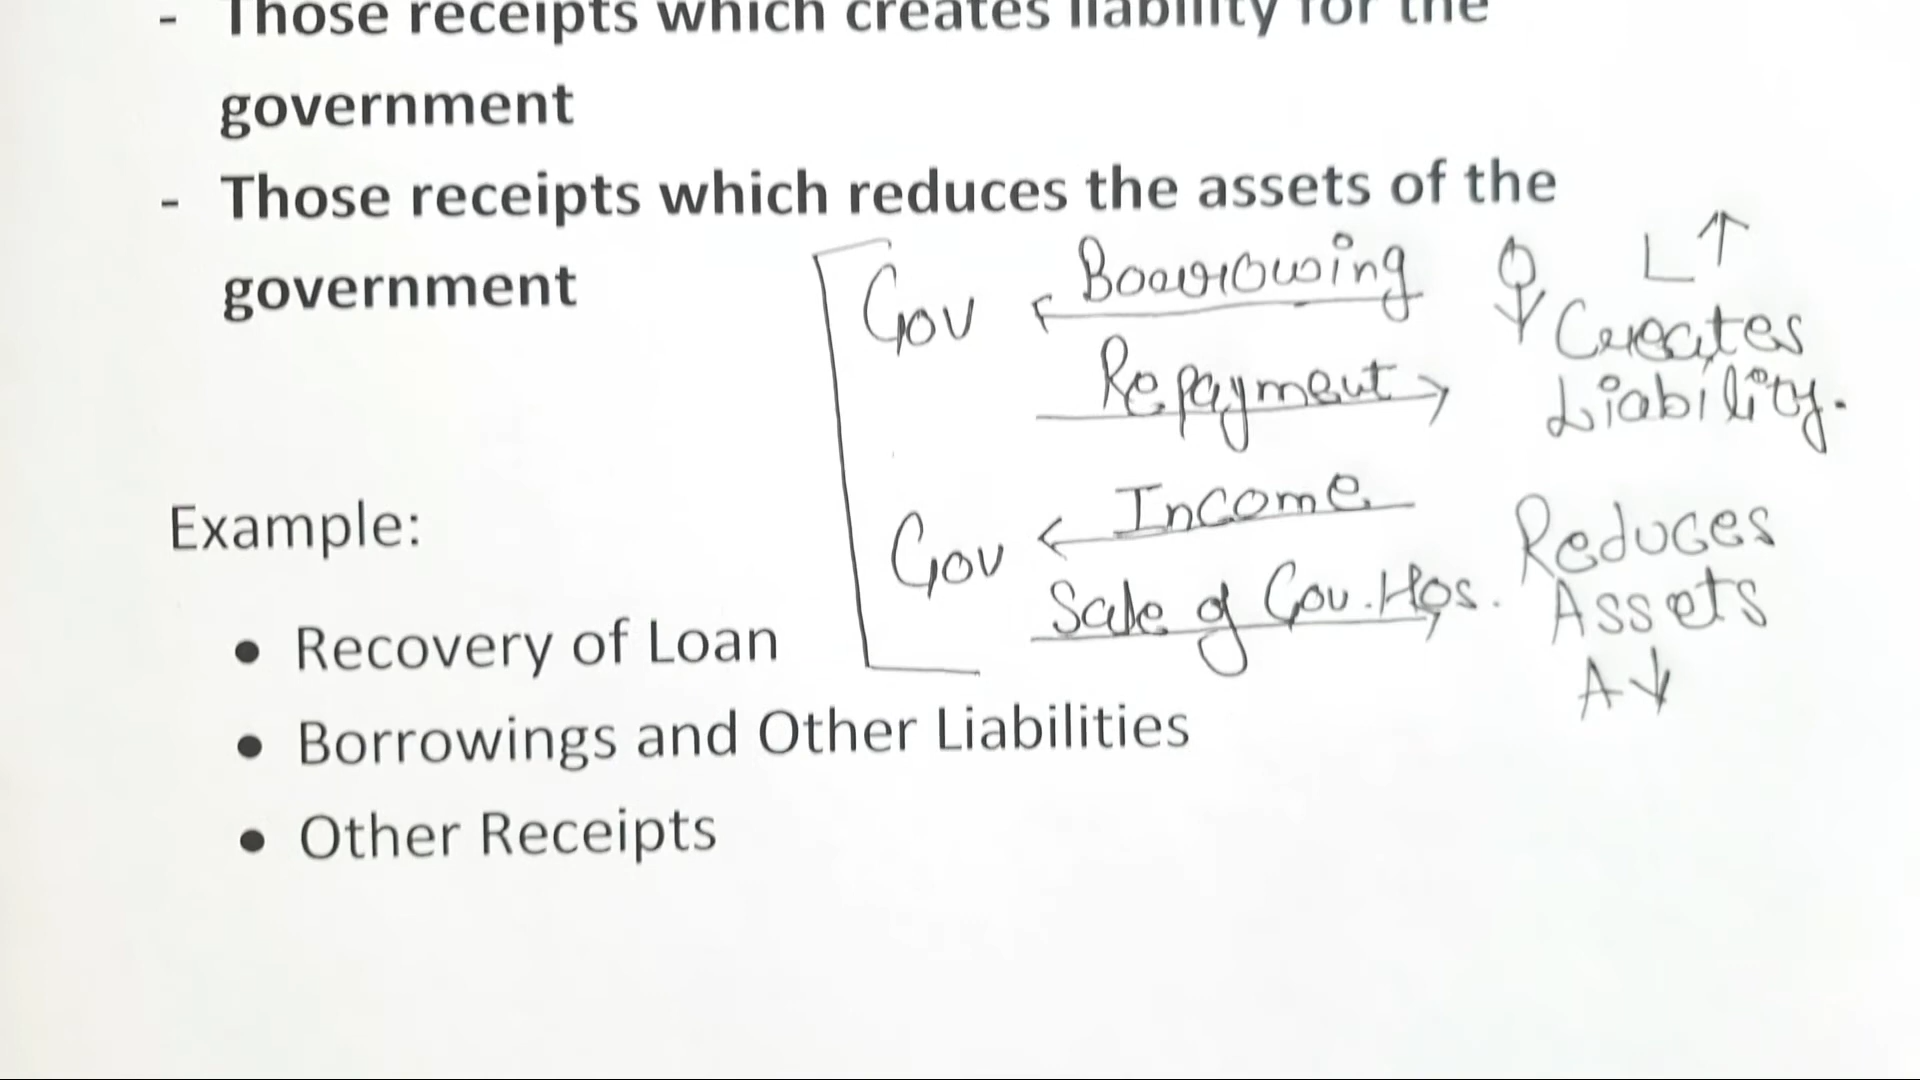 - Those receipts which creates liability for the
government
- Those receipts which reduces the assets of the
government
Gov Borrowing L↑
Repayment → Creates
Liability.
Gov ← Income
Sale of Gov. Hos. Reduces
Assets
A↓
Example:
• Recovery of Loan
• Borrowings and Other Liabilities
• Other Receipts